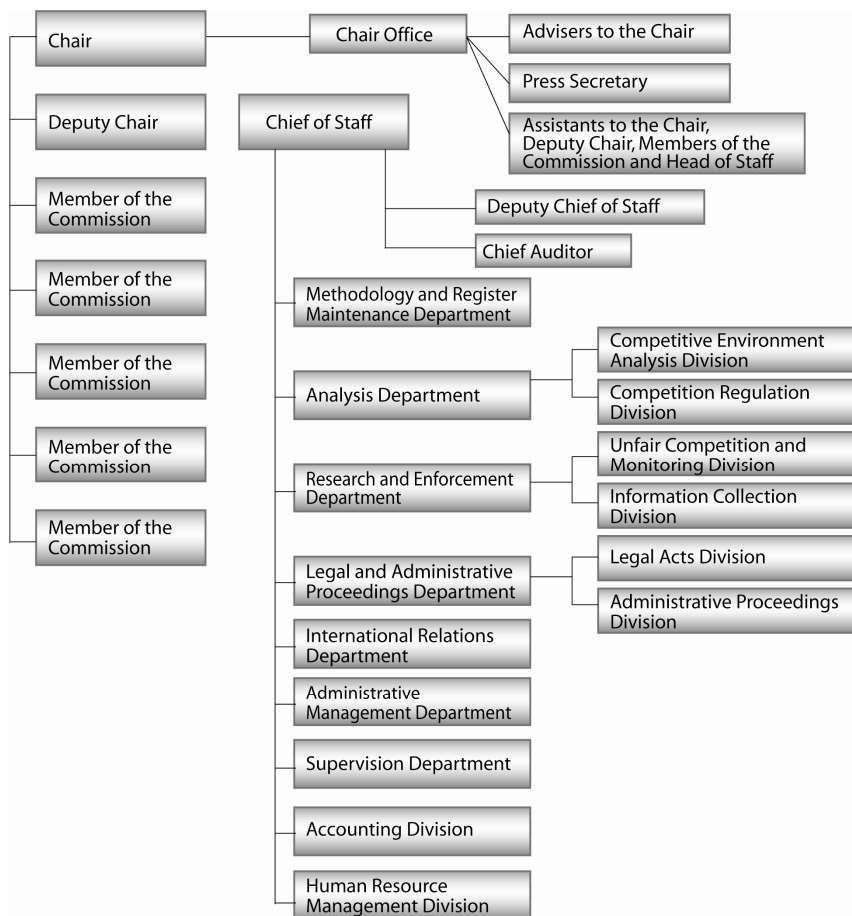 Chair
Chair Office
Advisers to the Chair
Press Secretary
Assistants to the Chair,
Deputy Chair, Members of the
Commission and Head of Staff
Deputy Chair
Chief of Staff
Member of the
Commission
Deputy Chief of Staff
Chief Auditor
Member of the
Commission
Methodology and Register
Maintenance Department
Member of the
Commission
Analysis Department
Competitive Environment
Analysis Division
Competition Regulation
Division
Member of the
Commission
Research and Enforcement
Department
Unfair Competition and
Monitoring Division
Information Collection
Division
Member of the
Commission
Legal and Administrative
Proceedings Department
Legal Acts Division
Administrative Proceedings
Division
International Relations
Department
Administrative
Management Department
Supervision Department
Accounting Division
Human Resource
Management Division